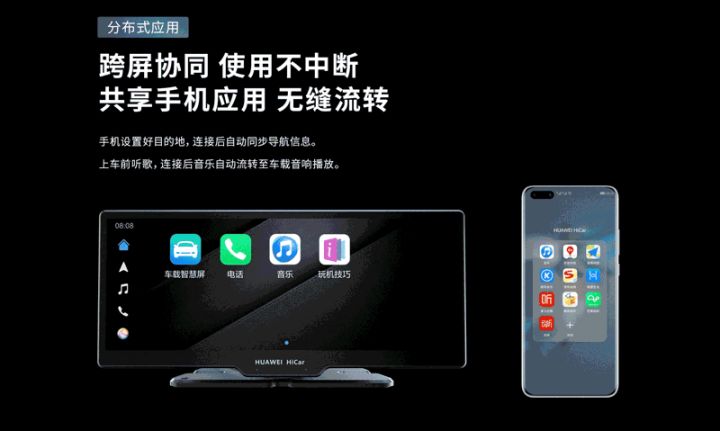 分布式应用
跨屏协同 使用不中断
共享手机应用 无缝流转
手机设置好目的地，连接后自动同步导航信息。
上车前听歌，连接后音乐自动流转至车载音响播放。
08:08
车载智慧屏
电话
音乐
玩机技巧
HUAWEI HiCar
HUAWEI HiCar